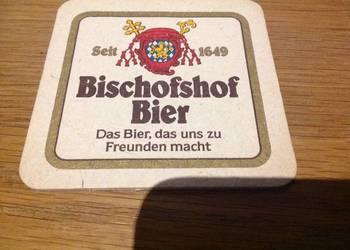 Seit 1649
Bischofshof
Bier
Das Bier, das uns zu
Freunden macht